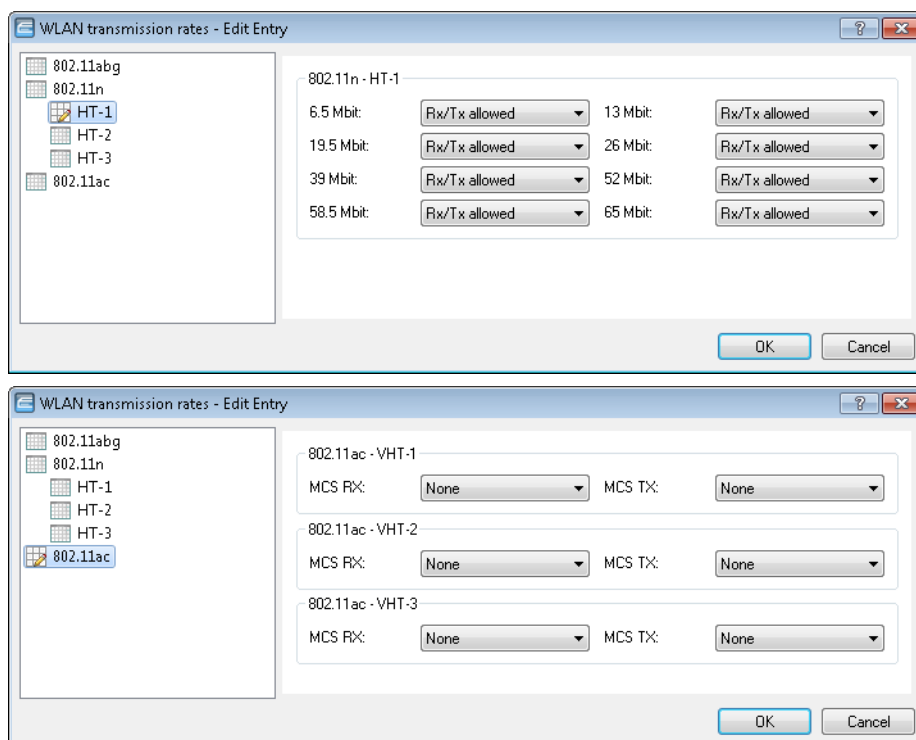 WLAN transmission rates - Edit Entry
802.11abg
802.11n
HT-1
HT-2
HT-3
802.11ac
802.11n - HT-1
6.5 Mbit: Rx/Tx allowed 13 Mbit: Rx/Tx allowed
19.5 Mbit: Rx/Tx allowed 26 Mbit: Rx/Tx allowed
39 Mbit: Rx/Tx allowed 52 Mbit: Rx/Tx allowed
58.5 Mbit: Rx/Tx allowed 65 Mbit: Rx/Tx allowed
OK Cancel
WLAN transmission rates - Edit Entry
802.11abg
802.11n
HT-1
HT-2
HT-3
802.11ac
802.11ac - VHT-1
MCS RX: None MCS TX: None
802.11ac - VHT-2
MCS RX: None MCS TX: None
802.11ac - VHT-3
MCS RX: None MCS TX: None
OK Cancel